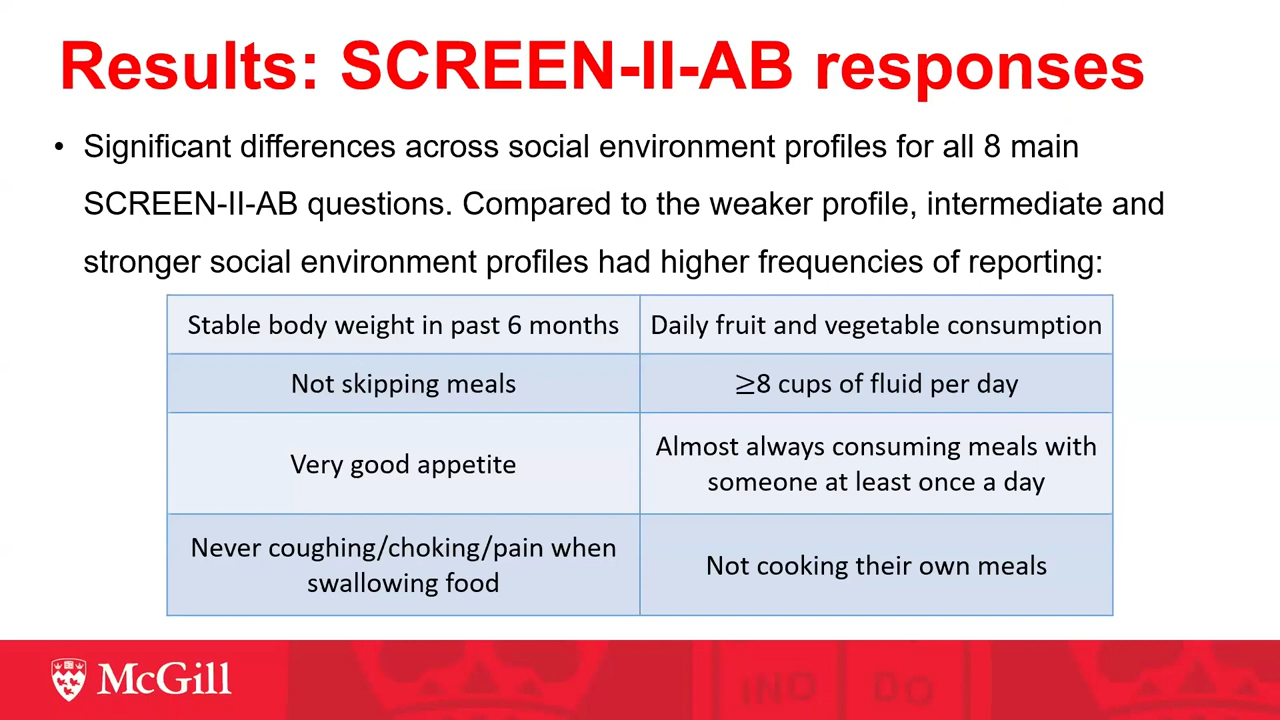 Results: SCREEN-II-AB responses
• Significant differences across social environment profiles for all 8 main
SCREEN-II-AB questions. Compared to the weaker profile, intermediate and
stronger social environment profiles had higher frequencies of reporting:
Stable body weight in past 6 months
Daily fruit and vegetable consumption
Not skipping meals
≥8 cups of fluid per day
Very good appetite
Almost always consuming meals with
someone at least once a day
Never coughing/choking/pain when
swallowing food
Not cooking their own meals
McGill
IN DO
DO